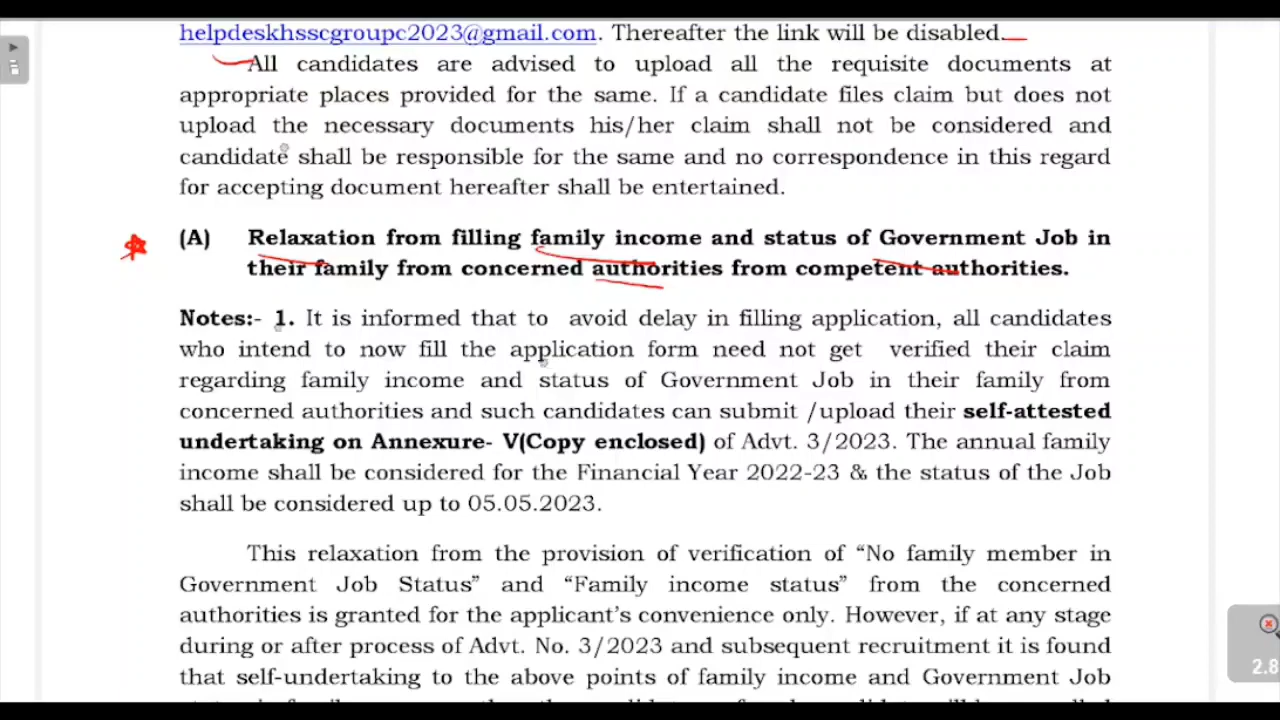 helpdeskhsscgroupc2023@gmail.com. Thereafter the link will be disabled.
All candidates are advised to upload all the requisite documents at
appropriate places provided for the same. If a candidate files claim but does not
upload the necessary documents his/her claim shall not be considered and
candidate shall be responsible for the same and no correspondence in this regard
for accepting document hereafter shall be entertained.
(A) Relaxation from filling family income and status of Government Job in
their family from concerned authorities from competent authorities.
Notes:- 1. It is informed that to avoid delay in filling application, all candidates
who intend to now fill the application form need not get verified their claim
regarding family income and status of Government Job in their family from
concerned authorities and such candidates can submit /upload their self-attested
undertaking on Annexure- V(Copy enclosed) of Advt. 3/2023. The annual family
income shall be considered for the Financial Year 2022-23 & the status of the Job
shall be considered up to 05.05.2023.
This relaxation from the provision of verification of “No family member in
Government Job Status” and “Family income status” from the concerned
authorities is granted for the applicant’s convenience only. However, if at any stage
during or after process of Advt. No. 3/2023 and subsequent recruitment it is found
that self-undertaking to the above points of family income and Government Job
2.8